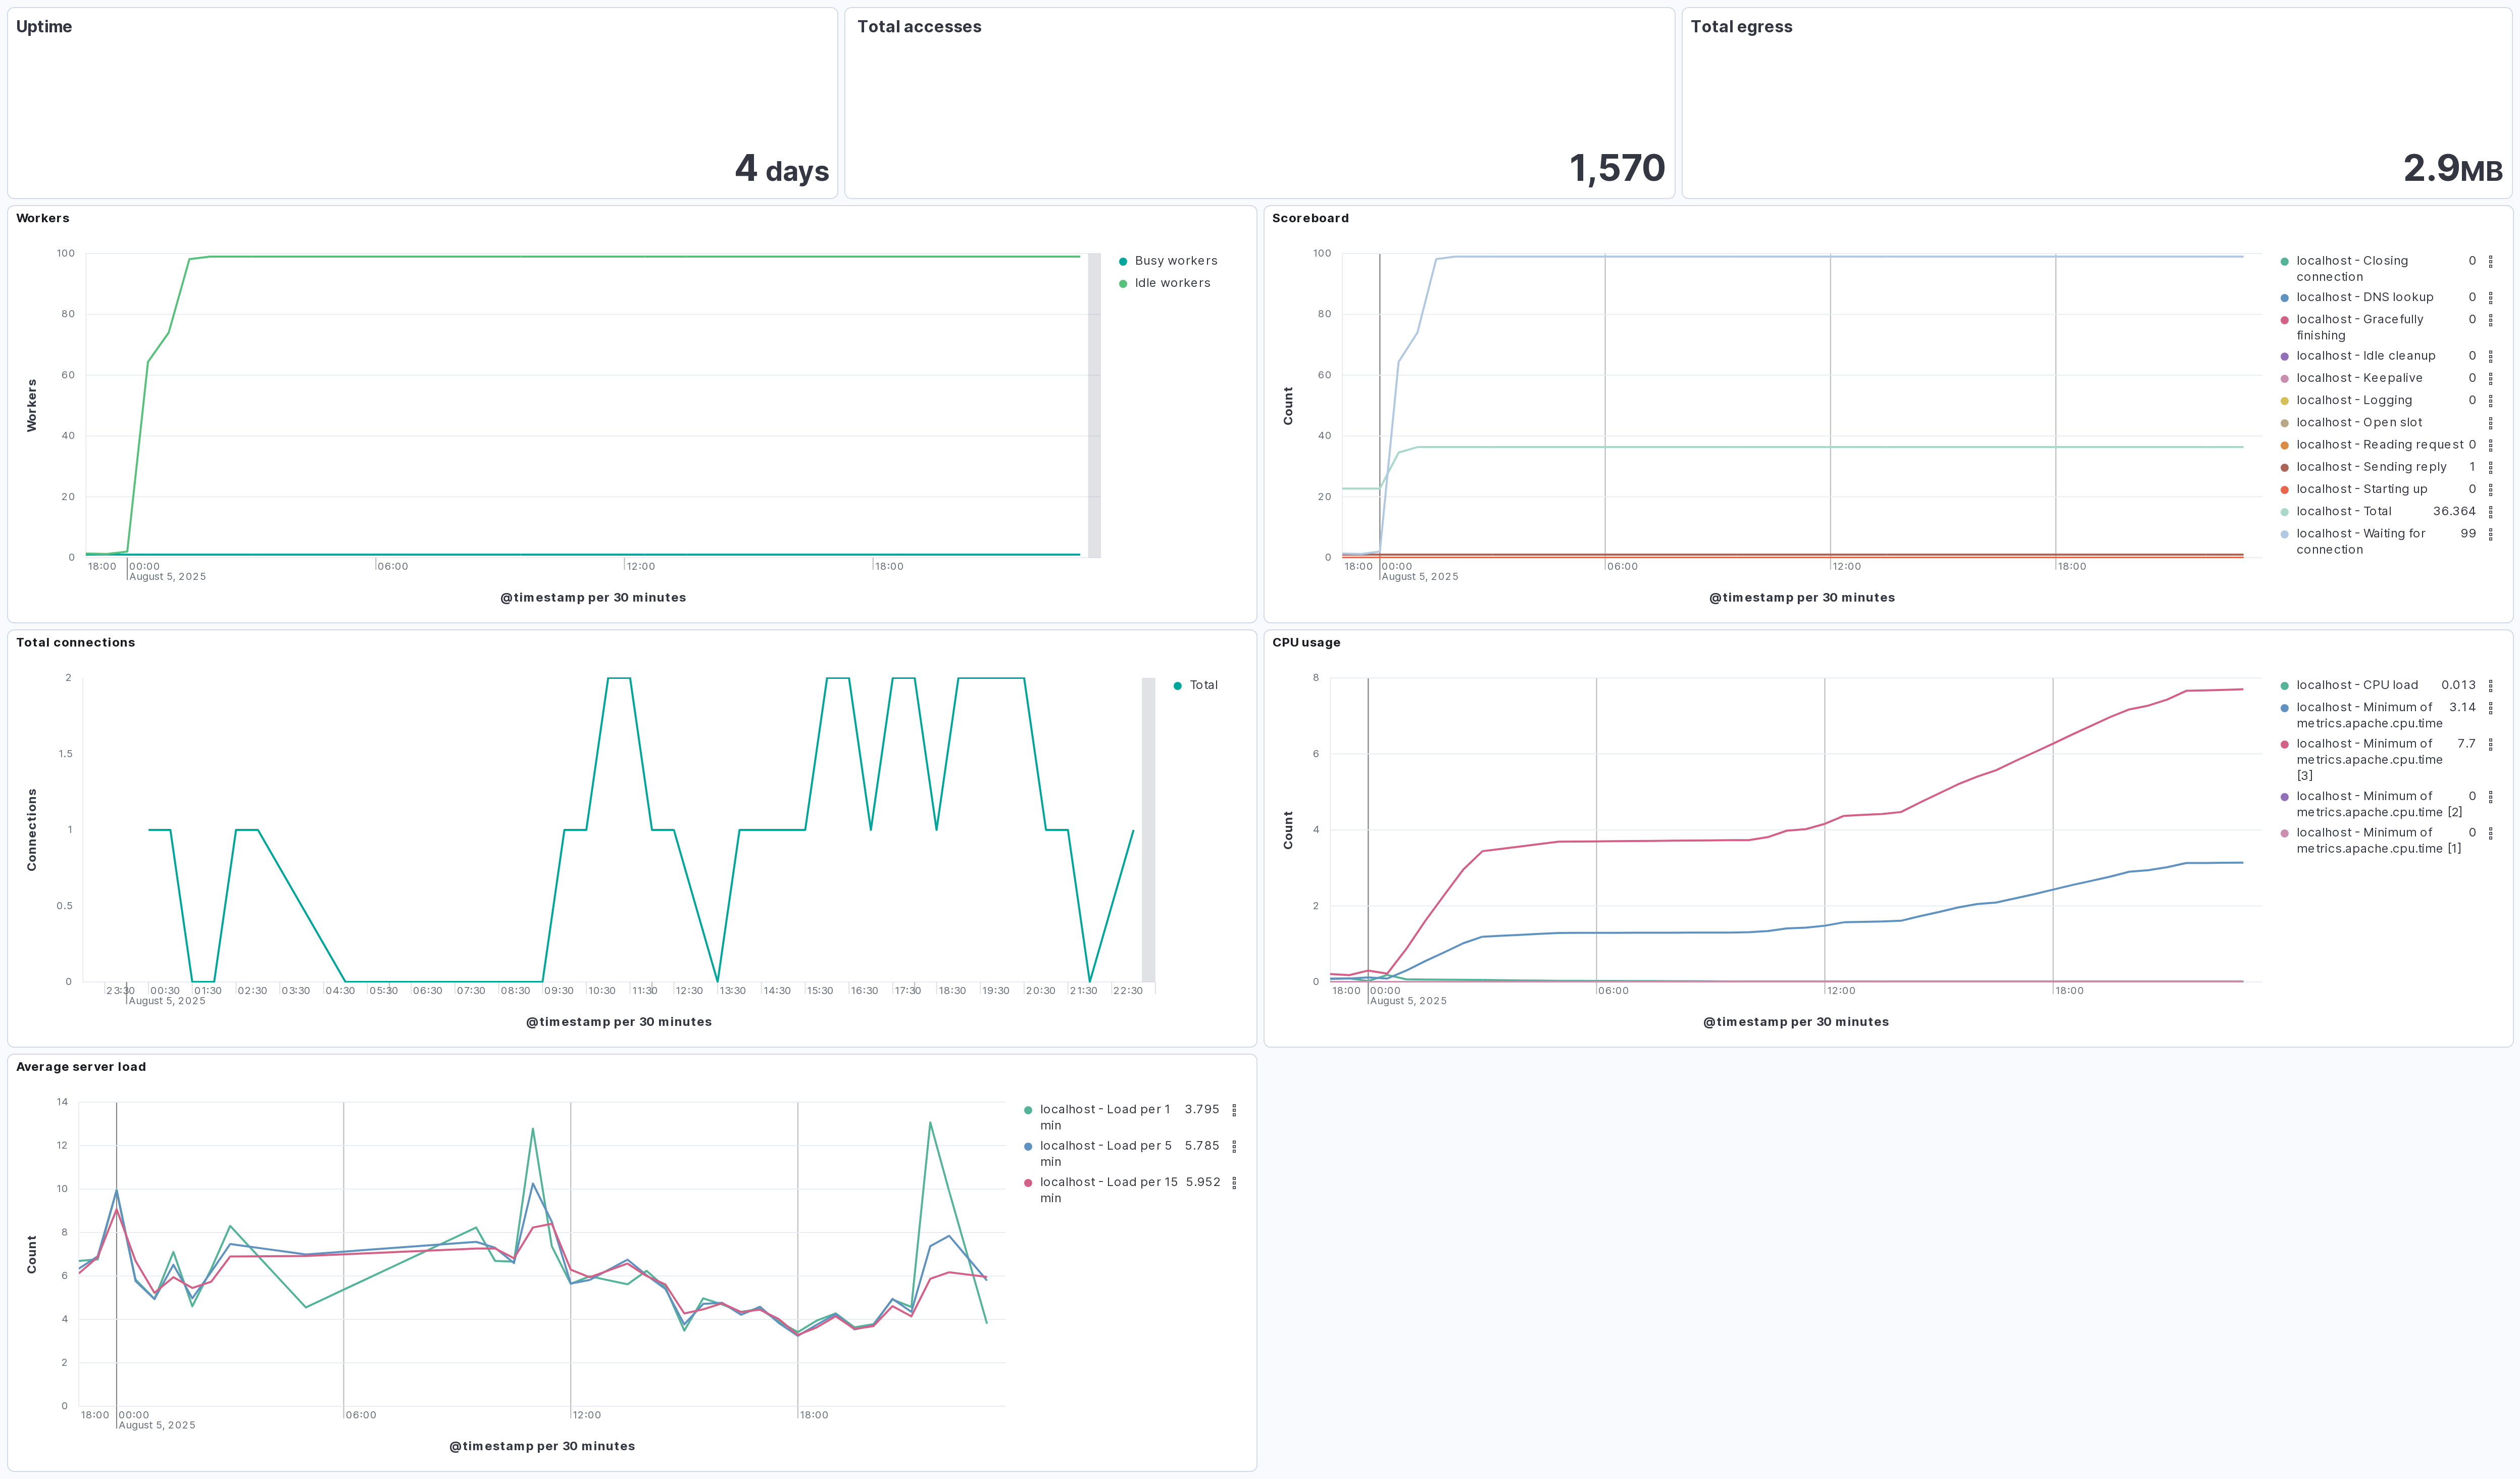 Uptime
4 days
Total accesses
1,570
Total egress
2.9MB
Workers
100
80
60
40
20
0
Workers
18:00
00:00
06:00
12:00
18:00
August 5, 2025
@timestamp per 30 minutes
Busy workers
Idle workers
Scoreboard
100
80
60
40
20
0
Count
18:00
00:00
06:00
12:00
18:00
August 5, 2025
@timestamp per 30 minutes
localhost - Closing 0
connection
localhost - DNS lookup 0
localhost - Gracefully 0
finishing
localhost - Idle cleanup 0
localhost - Keepalive 0
localhost - Logging 0
localhost - Open slot
localhost - Reading request 0
localhost - Sending reply 1
localhost - Starting up 0
localhost - Total 36.364
localhost - Waiting for 99
connection
Total connections
2
1.5
1
0.5
0
Connections
23:30 00:30 01:30 02:30 03:30 04:30 05:30 06:30 07:30 08:30 09:30 10:30 11:30 12:30 13:30 14:30 15:30 16:30 17:30 18:30 19:30 20:30 21:30 22:30
August 5, 2025
@timestamp per 30 minutes
Total
CPU usage
8
6
4
2
0
Count
18:00
00:00
06:00
12:00
18:00
August 5, 2025
@timestamp per 30 minutes
localhost - CPU load 0.013
localhost - Minimum of 3.14
metrics.apache.cpu.time
localhost - Minimum of 7.7
metrics.apache.cpu.time
[3]
localhost - Minimum of 0
metrics.apache.cpu.time [2]
localhost - Minimum of 0
metrics.apache.cpu.time [1]
Average server load
14
12
10
8
6
4
2
0
Count
18:00
00:00
06:00
12:00
18:00
August 5, 2025
@timestamp per 30 minutes
localhost - Load per 1 3.795
min
localhost - Load per 5 5.785
min
localhost - Load per 15 5.952
min